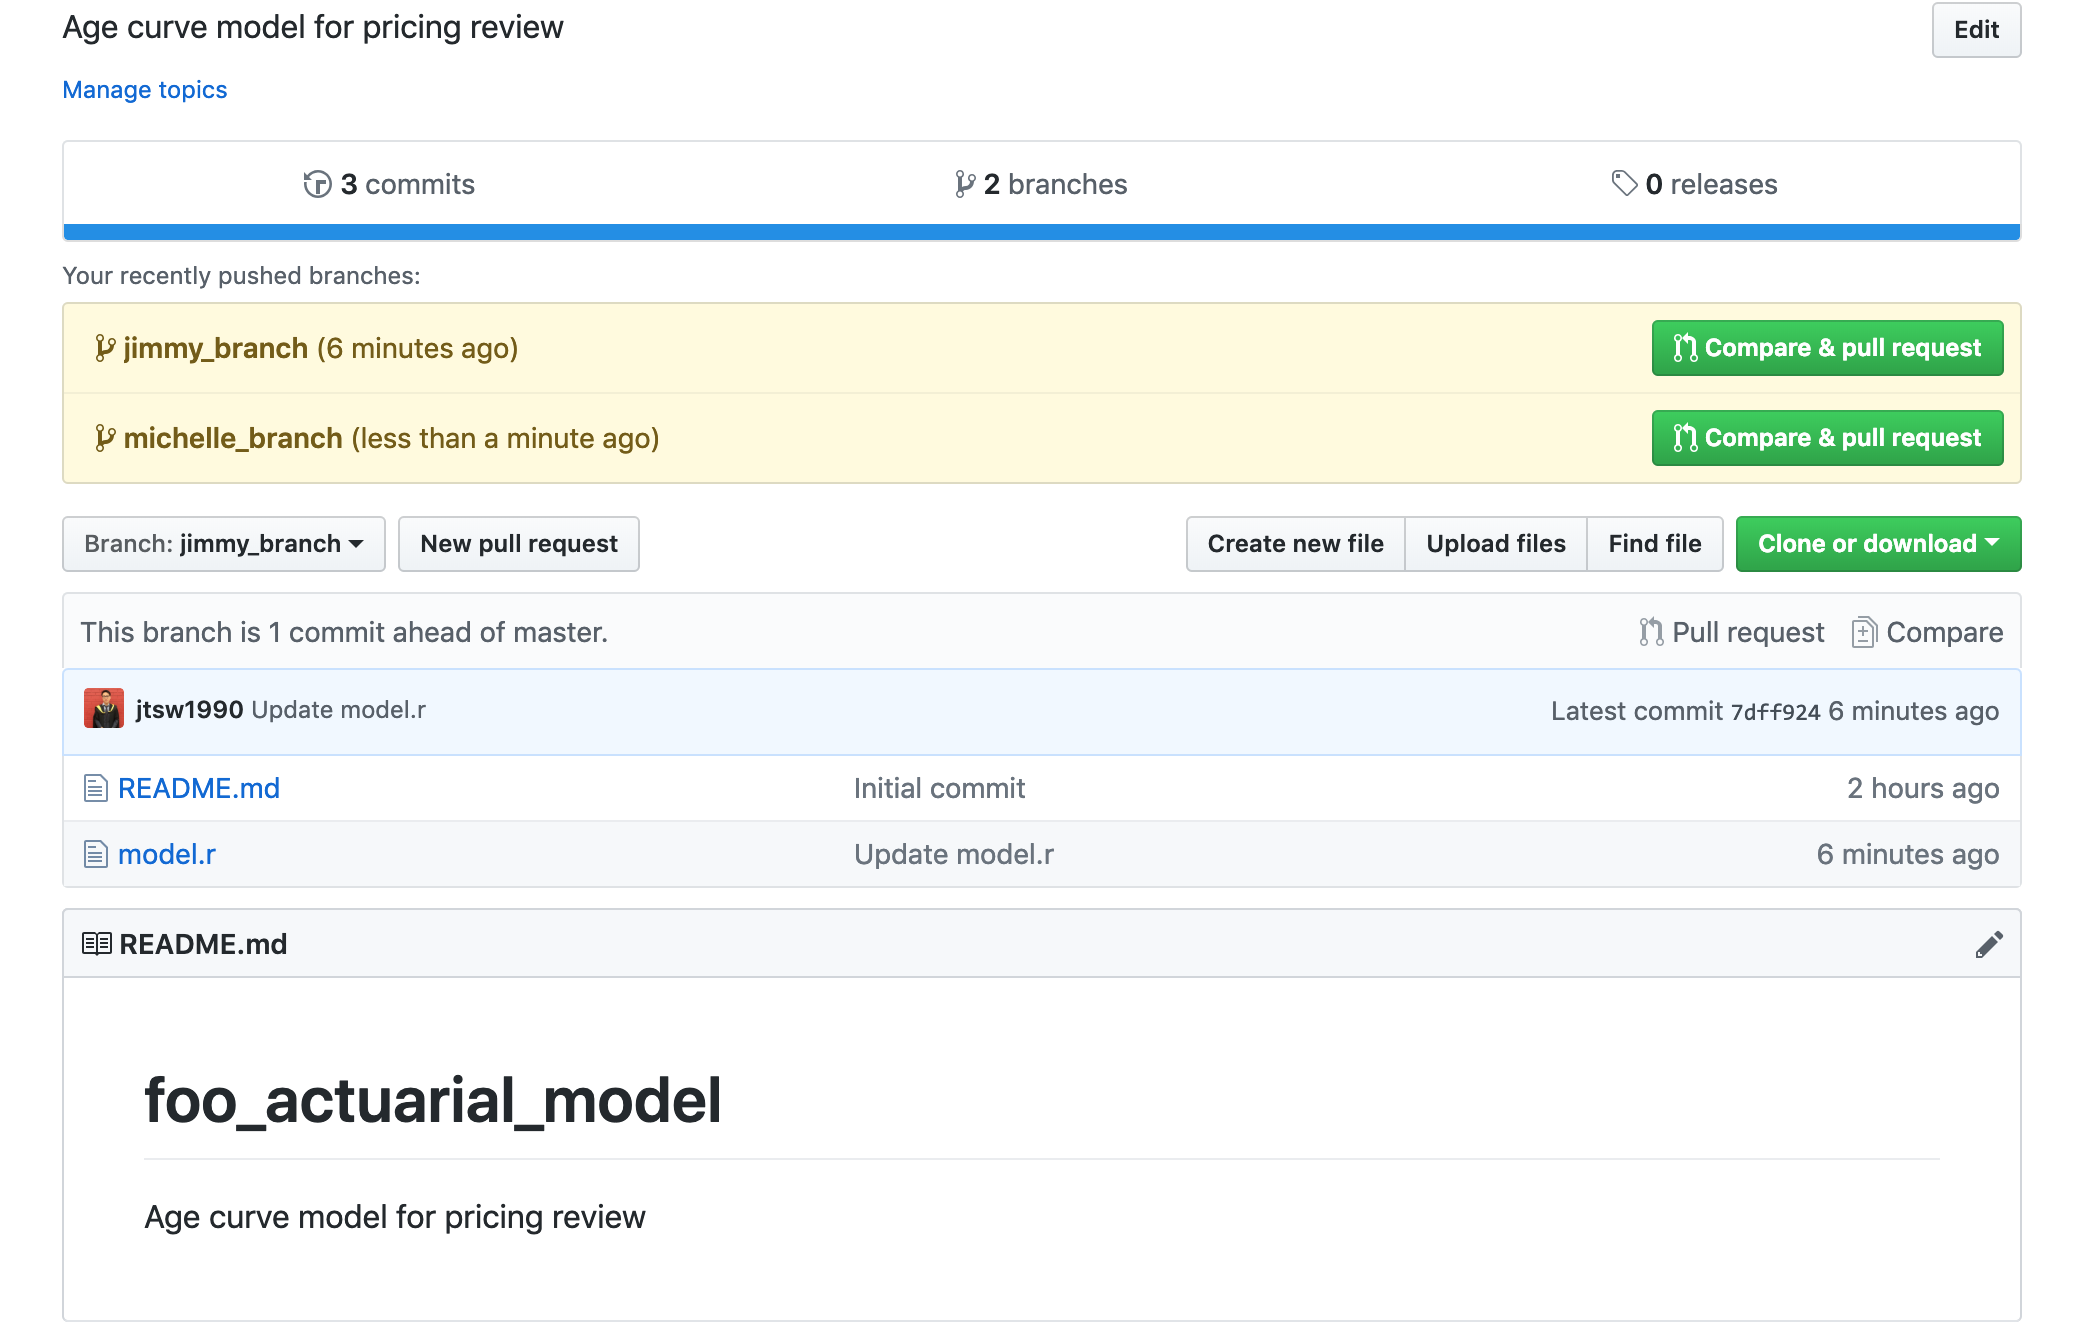 Age curve model for pricing review
Edit
Manage topics
3 commits
2 branches
0 releases
Your recently pushed branches:
jimmy_branch (6 minutes ago)
Compare & pull request
michelle_branch (less than a minute ago)
Compare & pull request
Branch: jimmy_branch
New pull request
Create new file
Upload files
Find file
Clone or download
This branch is 1 commit ahead of master.
Pull request
Compare
jtsw1990 Update model.r
Latest commit 7dff924 6 minutes ago
README.md
Initial commit
2 hours ago
model.r
Update model.r
6 minutes ago
README.md
foo_actuarial_model
Age curve model for pricing review